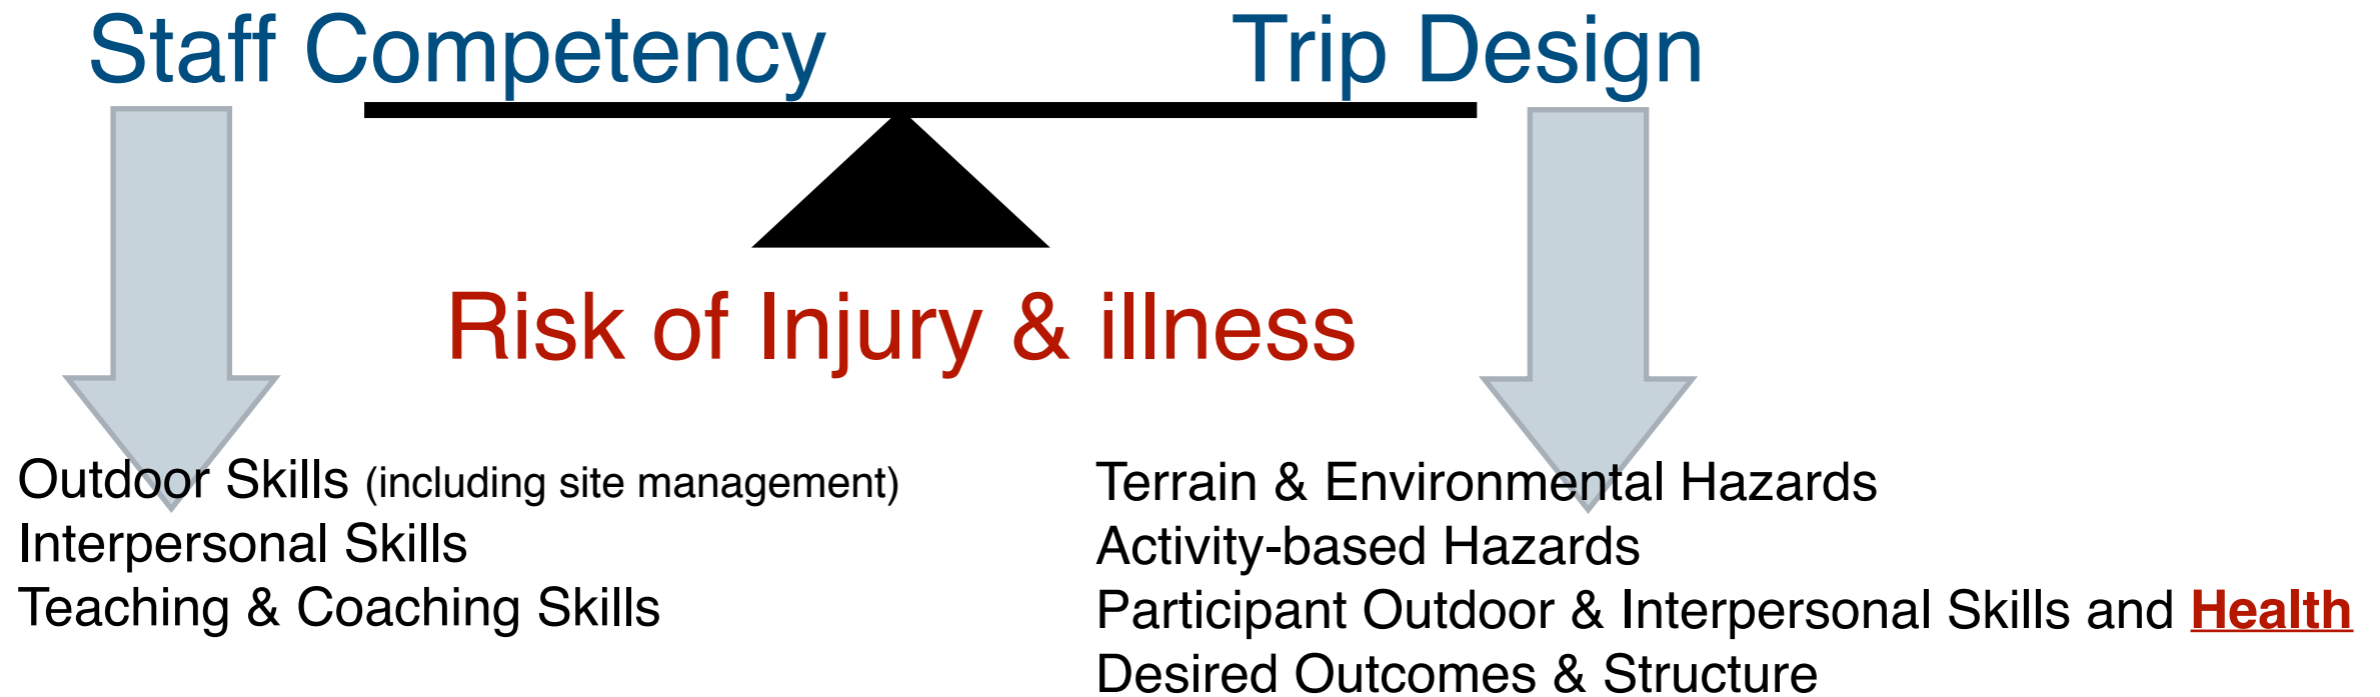 Staff Competency
Trip Design
Risk of Injury & illness
Outdoor Skills (including site management)
Interpersonal Skills
Teaching & Coaching Skills
Terrain & Environmental Hazards
Activity-based Hazards
Participant Outdoor & Interpersonal Skills and Health
Desired Outcomes & Structure